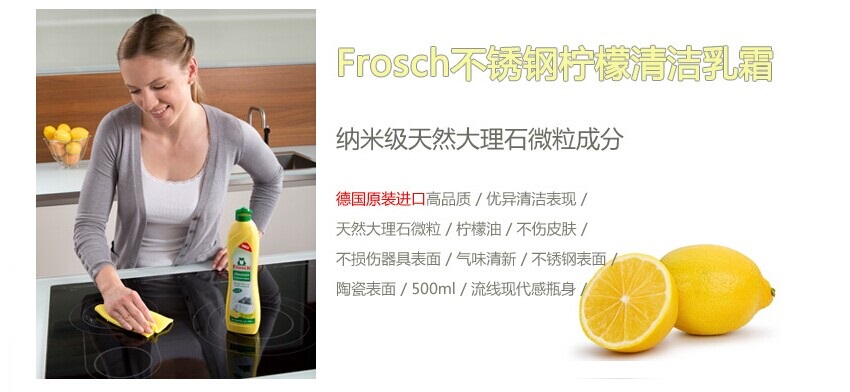 Frosch不锈钢柠檬清洁乳霜
纳米级天然大理石微粒成分
德国原装进口高品质 / 优异清洁表现 /
天然大理石微粒 / 柠檬油 / 不伤皮肤 /
不损伤器具表面 / 气味清新 / 不锈钢表面 /
陶瓷表面 / 500ml / 流线现代感瓶身 /
Frosch